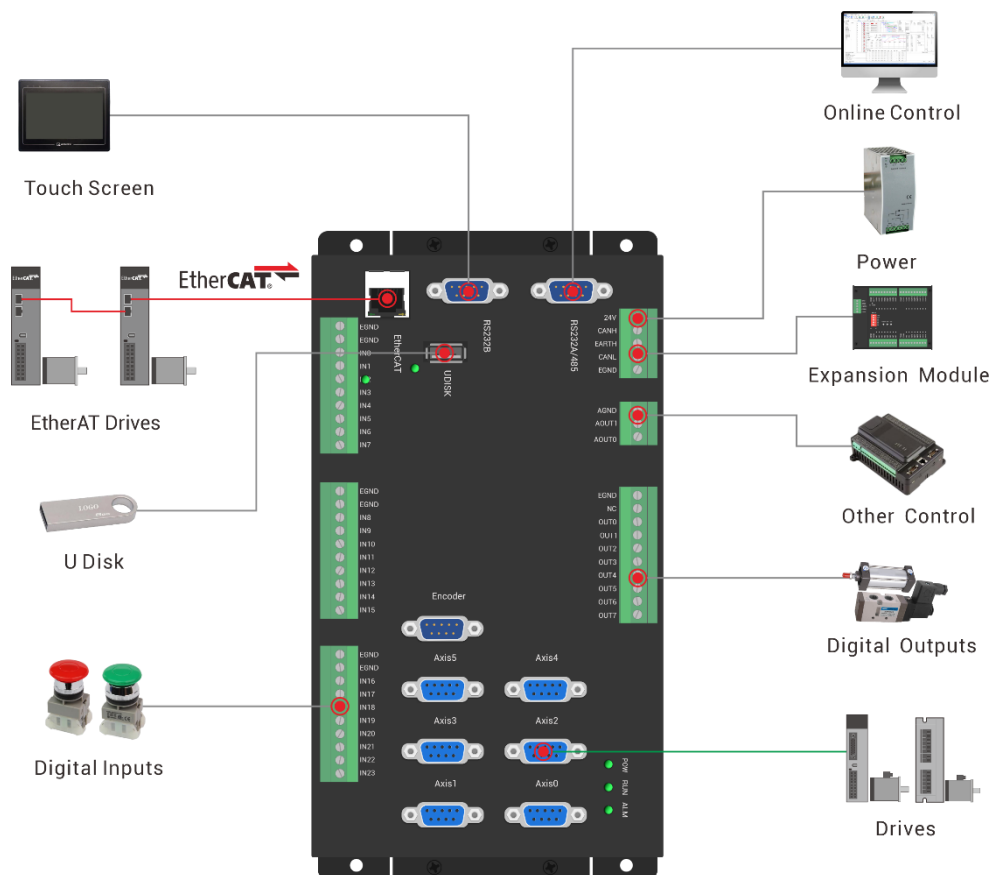 Online Control
Touch Screen
Power
EtherCAT
EtherCAT
EtherCAT®
RS232B
RS232A/485
EtherCAT
UDISK
EGND
EGND
IN0
IN1
IN3
IN4
IN5
IN6
IN7
24V
CANH
EARTH
CANL
EGND
Expansion Module
AGND
AOUT1
AOUT0
EtherAT Drives
Other Control
LOGO
U Disk
EGND
EGND
IN8
IN9
IN10
IN11
IN12
IN13
IN14
IN15
EGND
NC
OUT0
OUT1
OUT2
OUT3
OUT4
OUT5
OUT6
OUT7
Digital Outputs
Encoder
Axis5
Axis4
Axis3
Axis2
Axis1
Axis0
EGND
EGND
IN16
IN17
IN18
IN19
IN20
IN21
IN22
IN23
Digital Inputs
POW
RUN
ALM
Drives